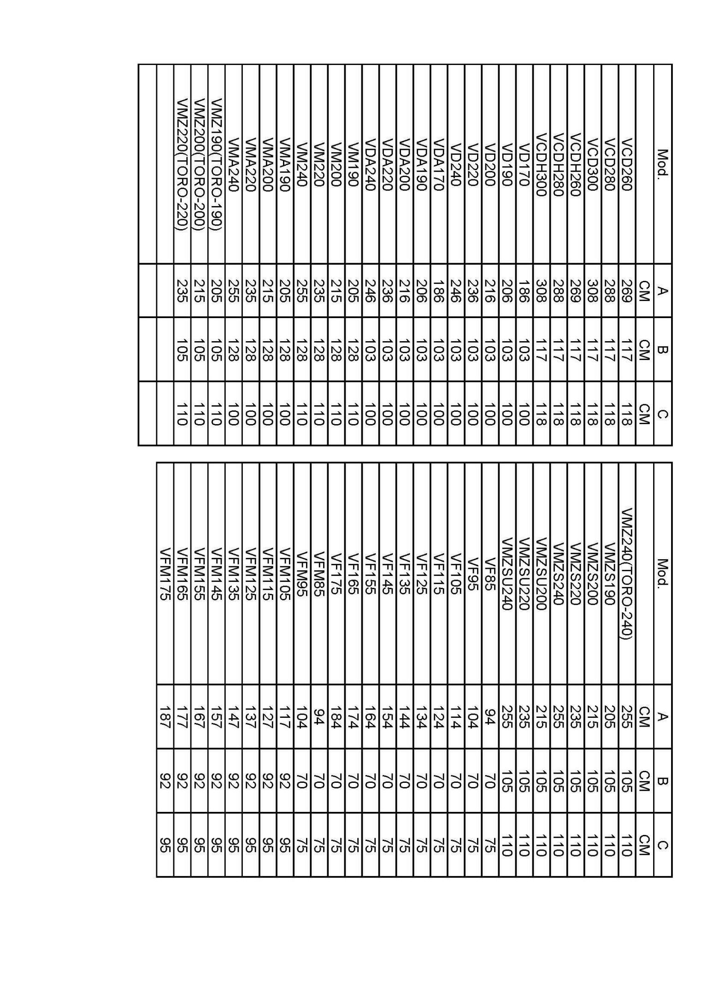 Mod. A B C
CM CM CM
VCD260 269 117 118
VCD280 288 117 118
VCD300 308 117 118
VCDH260 269 117 118
VCDH280 288 117 118
VCDH300 308 117 118
VD170 186 103 100
VD190 206 103 100
VD200 216 103 100
VD220 236 103 100
VD240 246 103 100
VDA170 186 103 100
VDA190 206 103 100
VDA200 216 103 100
VDA220 236 103 100
VDA240 246 103 100
VM190 205 128 110
VM200 215 128 110
VM220 235 128 110
VM240 255 128 110
VMA190 205 128 100
VMA200 215 128 100
VMA220 235 128 100
VMA240 255 128 100
VMZ190(TORO-190) 205 105 110
VMZ200(TORO-200) 215 105 110
VMZ220(TORO-220) 235 105 110
Mod. A B C
CM CM CM
VMZ240(TORO-240) 255 105 110
VMZS190 205 105 110
VMZS200 215 105 110
VMZS220 235 105 110
VMZS240 255 105 110
VMZSU200 215 105 110
VMZSU220 235 105 110
VMZSU240 255 105 110
VF85 94 70 75
VF95 104 70 75
VF105 114 70 75
VF115 124 70 75
VF125 134 70 75
VF135 144 70 75
VF145 154 70 75
VF155 164 70 75
VF165 174 70 75
VF175 184 70 75
VFM85 94 70 75
VFM95 104 70 75
VFM105 117 92 95
VFM115 127 92 95
VFM125 137 92 95
VFM135 147 92 95
VFM145 157 92 95
VFM155 167 92 95
VFM165 177 92 95
VFM175 187 92 95